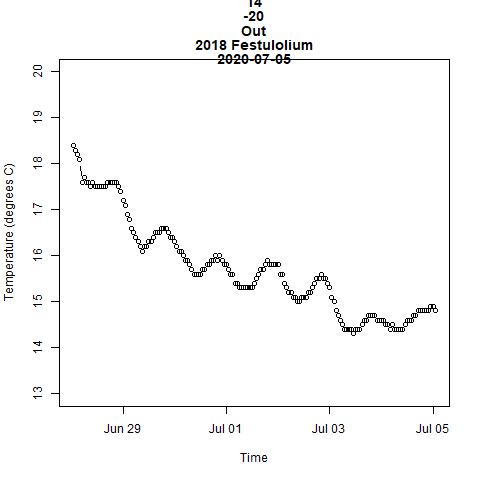 14
-20
Out
2018 Festulolium
2020-07-05
Temperature (degrees C)
20
19
18
17
16
15
14
13
Jun 29
Jul 01
Jul 03
Jul 05
Time